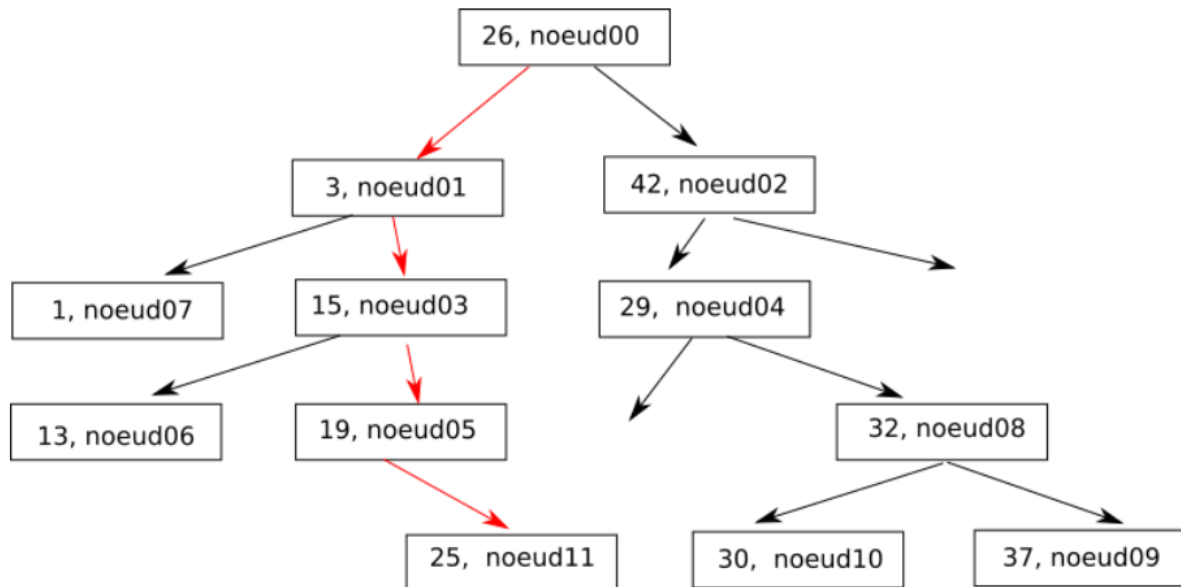 26, noeud00
3, noeud01
42, noeud02
1, noeud07
15, noeud03
29, noeud04
13, noeud06
19, noeud05
32, noeud08
25, noeud11
30, noeud10
37, noeud09